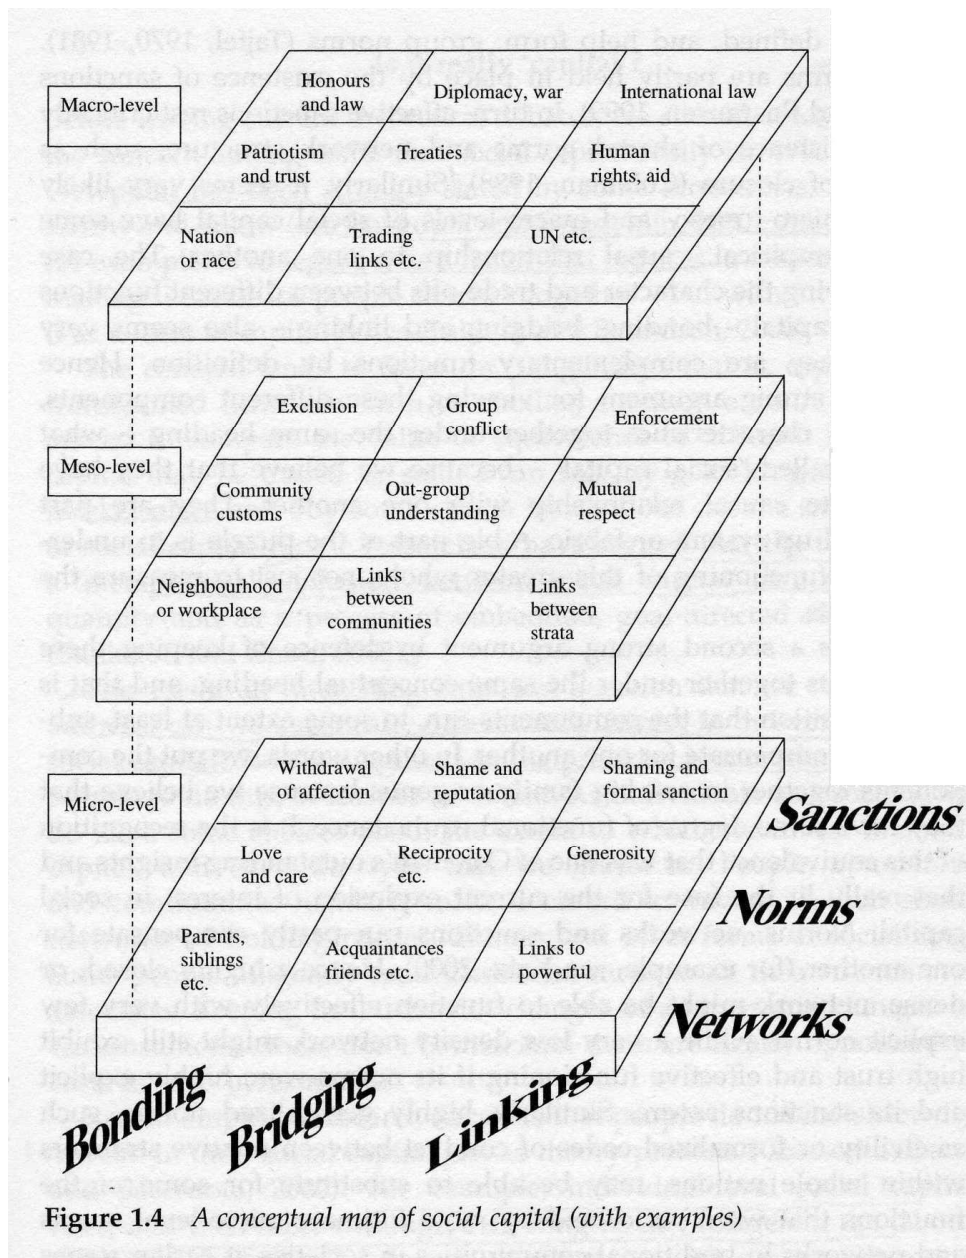 Honours
and law
Diplomacy, war
International law
Macro-level
Patriotism
and trust
Treaties
Human
rights, aid
Nation
or race
Trading
links etc.
UN etc.
Exclusion
Group
conflict
Enforcement
Meso-level
Community
customs
Out-group
understanding
Mutual
respect
Neighbourhood
or workplace
Links
between
communities
Links
between
strata
Withdrawal
of affection
Shame and
reputation
Shaming and
formal sanction
Micro-level
Sanctions
Love
and care
Reciprocity
etc.
Generosity
Norms
Parents,
siblings
etc.
Acquaintances
friends etc.
Links to
powerful
Networks
Bonding
Bridging
Linking
Figure 1.4 A conceptual map of social capital (with examples)